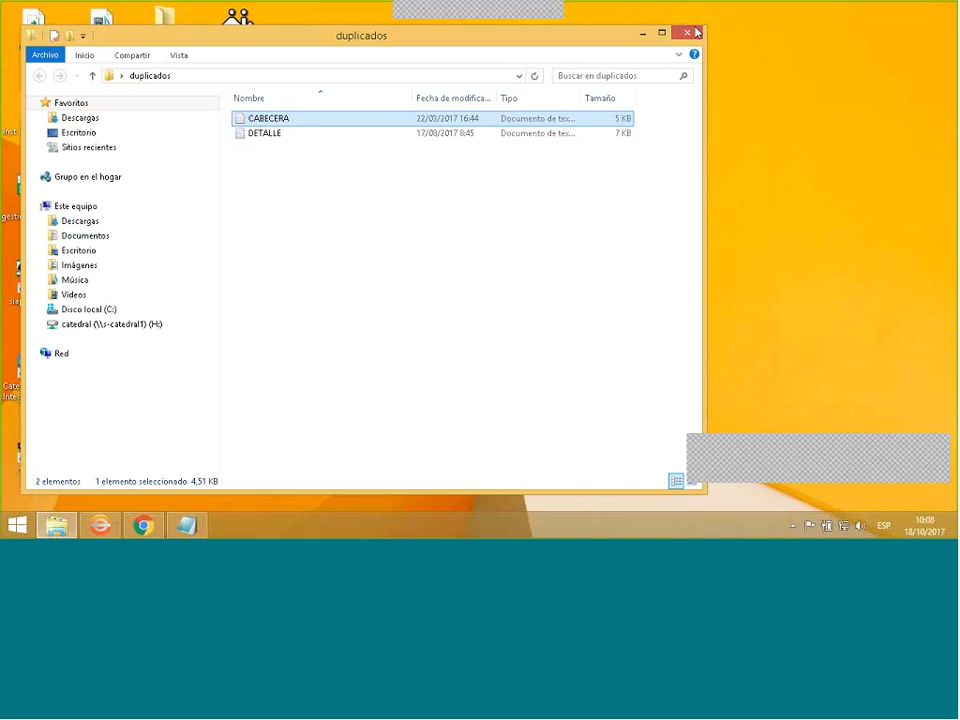 duplicados
Archivo Inicio Compartir Vista
duplicados Buscar en duplicados
Nombre Fecha de modifica... Tipo Tamaño
CABECERA 22/03/2017 16:44 Documento de tex... 5 KB
DETALLE 17/08/2017 8:45 Documento de tex... 7 KB
Favoritos
Descargas
Escritorio
Sitios recientes
Grupo en el hogar
Este equipo
Descargas
Documentos
Escritorio
Imágenes
Música
Vídeos
Disco local (C:)
catedral (\\s-catedral1) (H:)
Red
2 elementos 1 elemento seleccionado 4,51 KB
ESP
10:08
18/10/2017